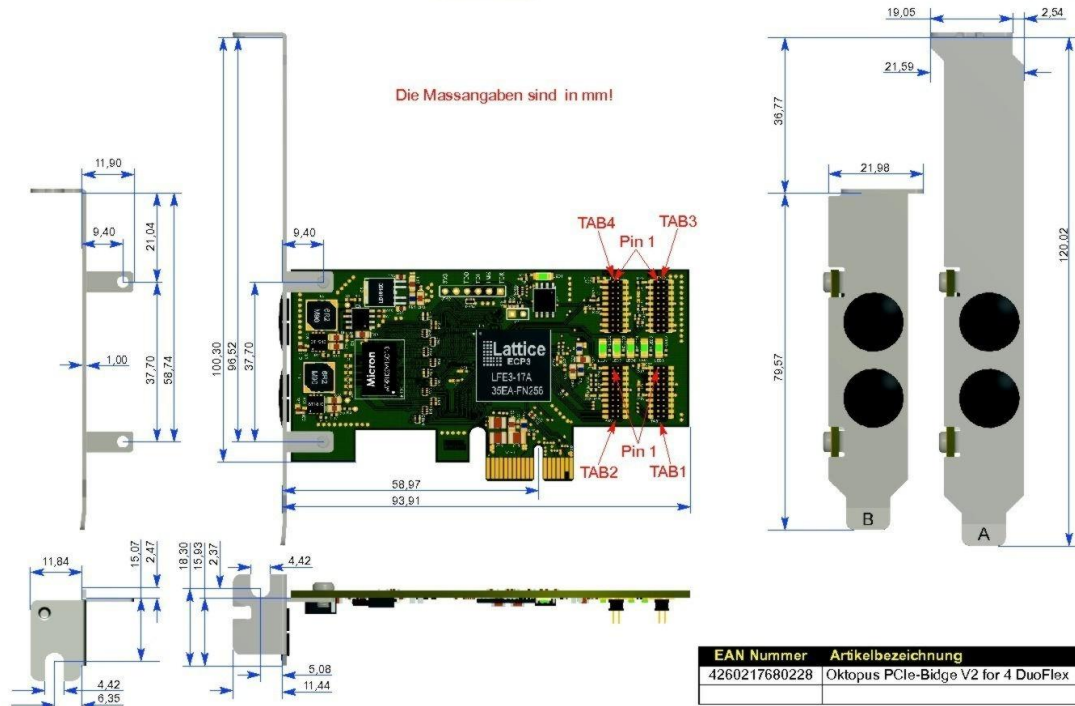 19,05
2,54
21,59
Die Massangaben sind in mm!
36,77
11,90
21,98
9,40
21,04
TAB4
TAB3
Pin 1
9,40
120,02
100,30
96,52
37,70
1,00
37,70
58,74
79,57
Micron
Lattice
ECP3
LFE3-17A
35EA-FN256
Pin 1
TAB2
TAB1
58,97
93,91
B
A
11,84
15,07
2,47
18,30
15,93
2,37
4,42
4,42
6,35
5,08
11,44
EAN Nummer Artikelbezeichnung
4260217680228 Oktopus PCIe-Bidge V2 for 4 DuoFlex